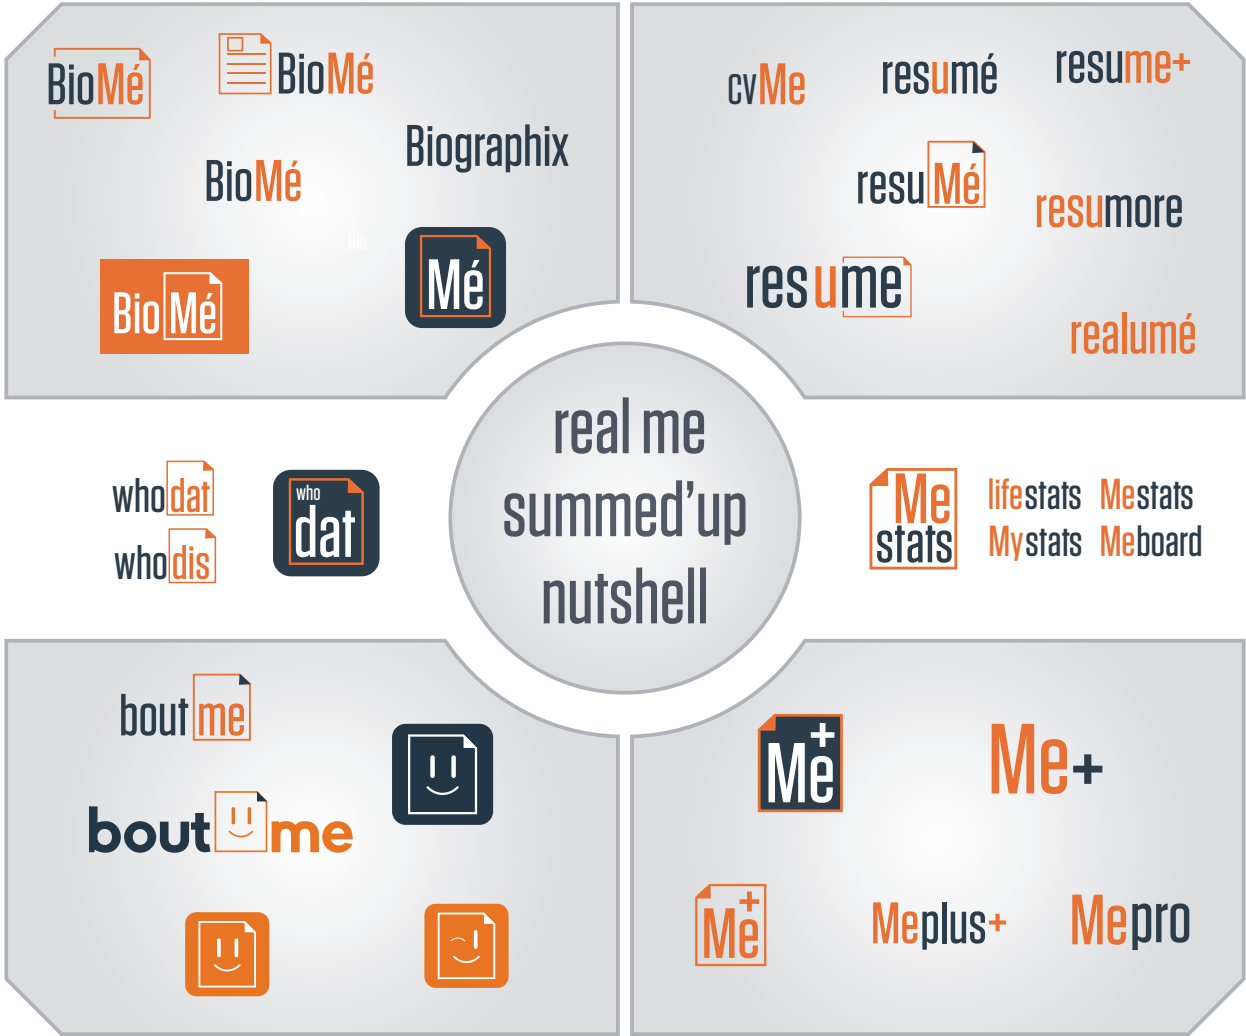 BioMé
BioMé
BioMé
Biographix
Bio
BioMé
Mé
cvMe
resumé
resume+
resuMé
resumore
resume
realumé
real me
summed'up
nutshell
whodat
whodis
who
dat
Me
stats
lifestats Mestats
Mystats Meboard
boutme
boutme
Me+
Me+
Me+
Meplus+
Mepro